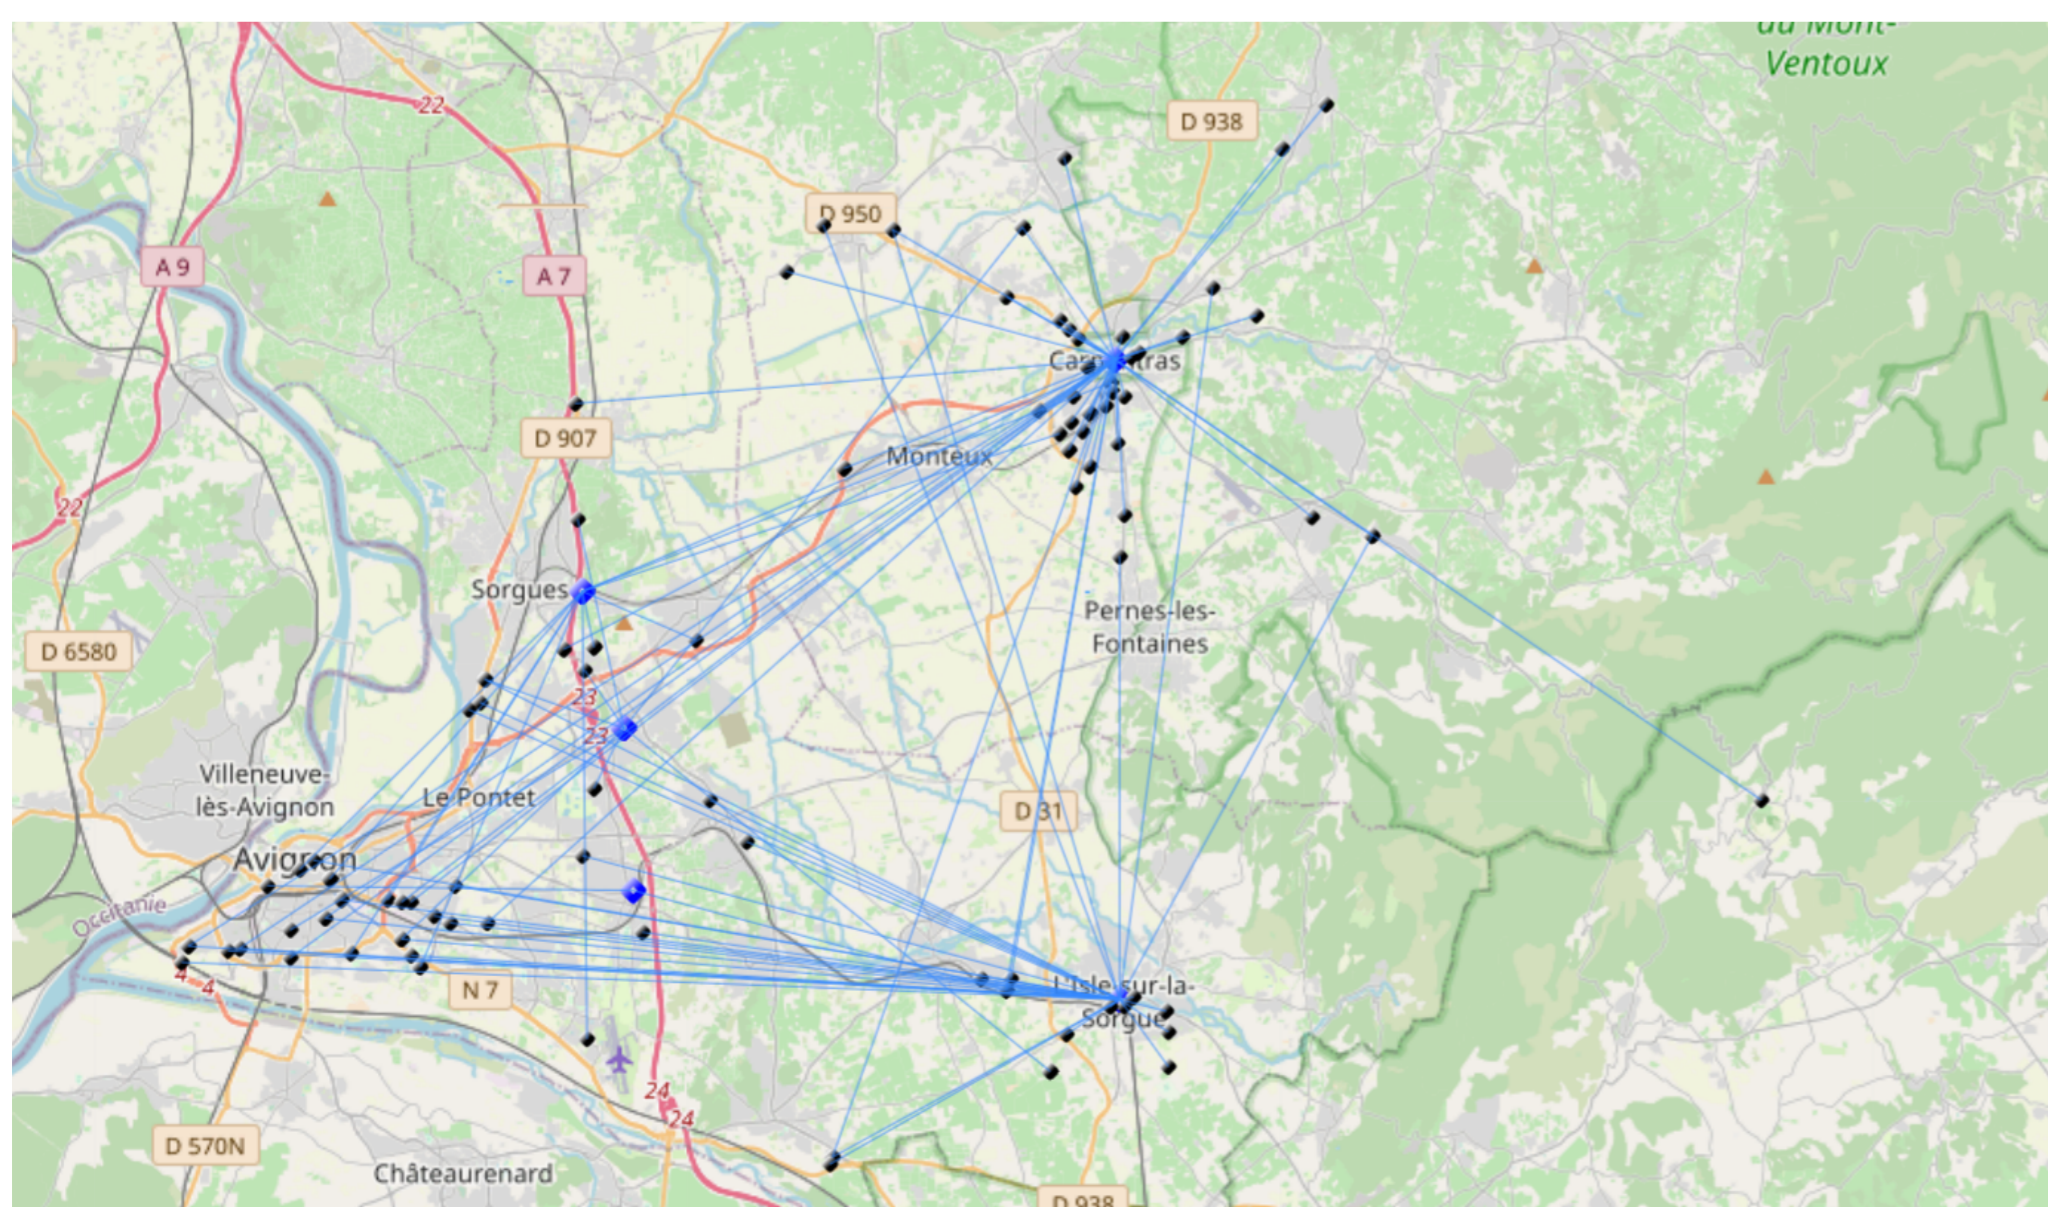 du Mont-
Ventoux
22
D 938
D 950
A 9
A 7
Carpentras
D 907
Monteux
22
Sorgues
Pernes-les-
Fontaines
D 6580
23
23
Villeneuve-
lès-Avignon
Le Pontet
D 31
Avignon
Occitanie
4
4
N 7
L'Isle-sur-la-
Sorgue
24
24
D 570N
Châteaurenard
D 938